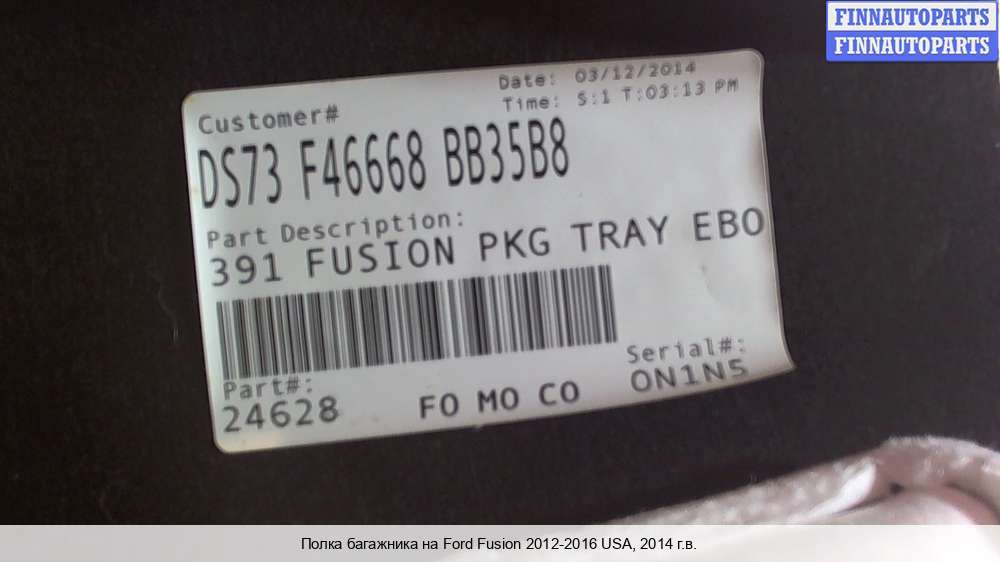 FINNAUTOPARTS
FINNAUTOPARTS
Date: 03/12/2014
Time: S:1 T:03:13 PM
Customer#
DS73 F46668 BB35B8
Part Description:
391 FUSION PKG TRAY EBO
Part#:
24628
FO MO CO
Serial#:
0N1N5
Полка багажника на Ford Fusion 2012-2016 USA, 2014 г.в.